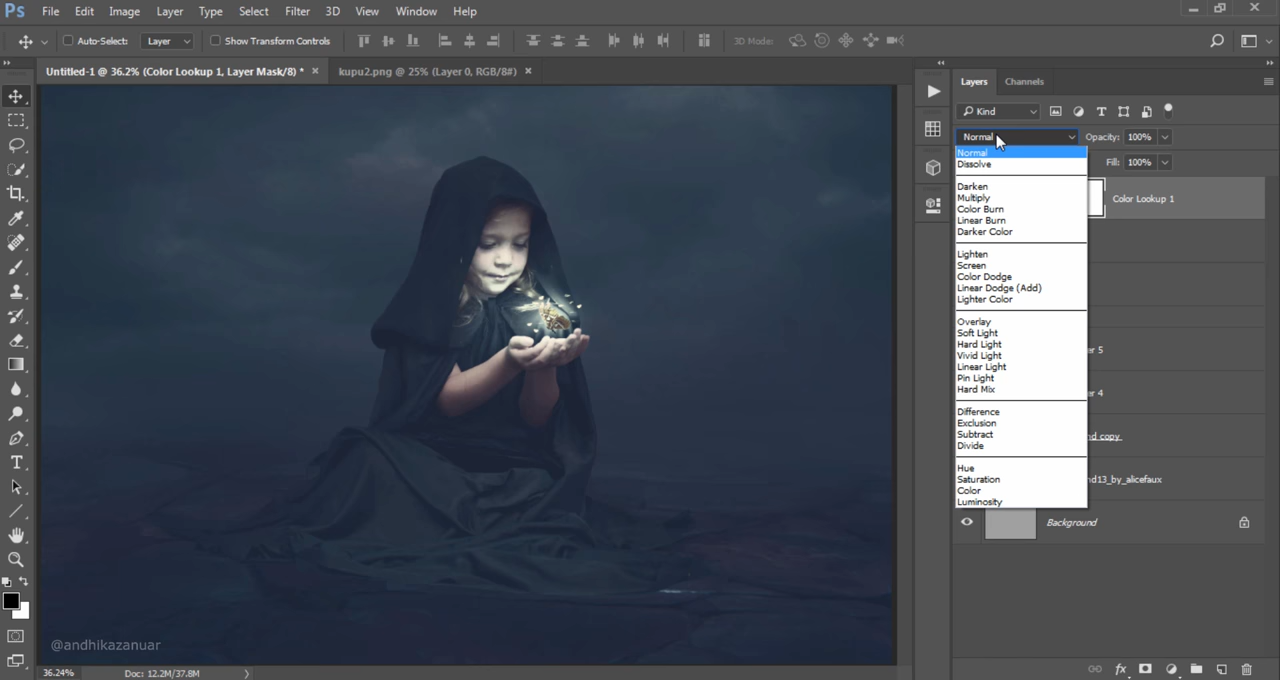 Ps File Edit Image Layer Type Select Filter 3D View Window Help
Auto-Select: Layer Show Transform Controls 3D Mode:
Untitled-1 @ 36.2% (Color Lookup 1, Layer Mask/8) * × kupu2.png @ 25% (Layer 0, RGB/8#) ×
Layers Channels
Kind
Normal Opacity: 100%
Normal
Dissolve
Fill: 100%
Darken
Multiply
Color Burn
Linear Burn
Darker Color
Color Lookup 1
Lighten
Screen
Color Dodge
Linear Dodge (Add)
Lighter Color
Overlay
Soft Light
Hard Light
Vivid Light
Linear Light
Pin Light
Hard Mix
er 5
er 4
Difference
Exclusion
Subtract
Divide
nd copy
Hue
Saturation
Color
Luminosity
nd13_by_alicefaux
Background
@andhikazanuar
36.24% Doc: 12.2M/37.8M